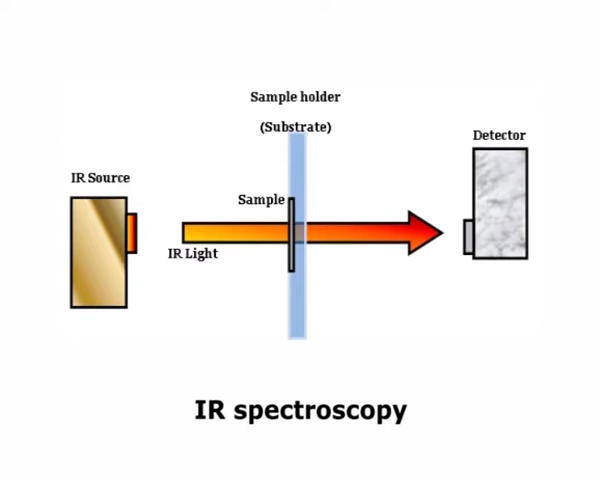 Sample holder
(Substrate)
Detector
IR Source
Sample
IR Light
IR spectroscopy